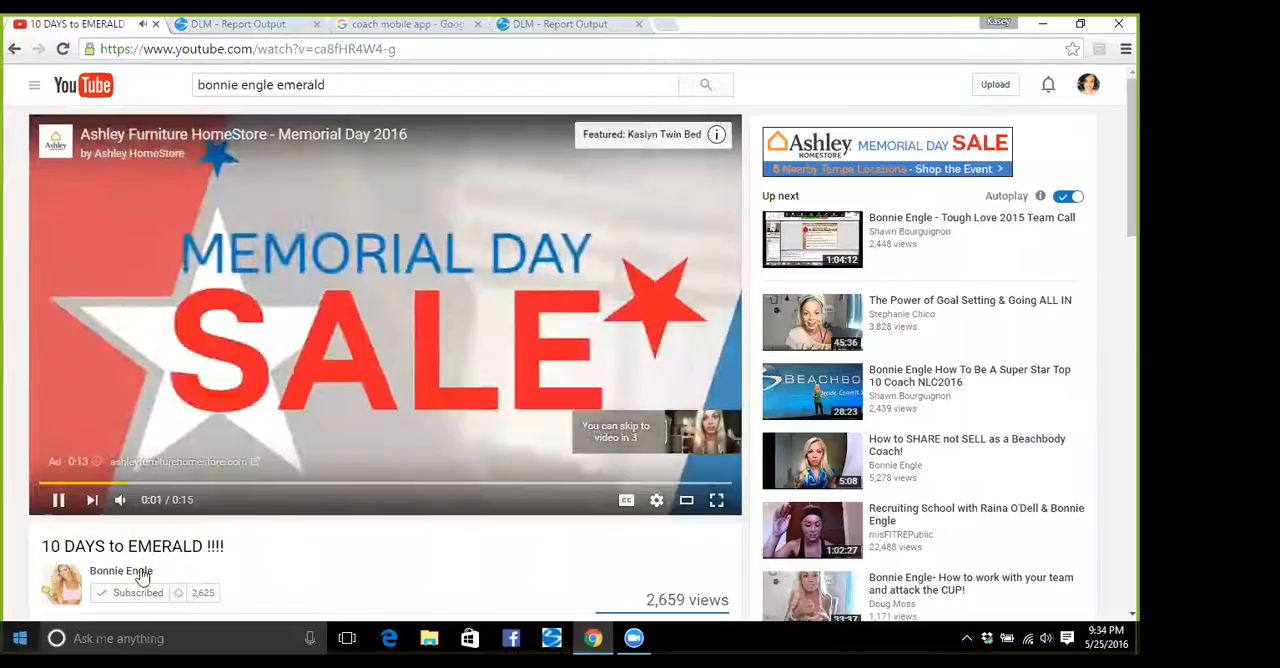 10 DAYS to EMERALD
DLM - Report Output
coach mobile app - Goog
DLM - Report Output
Kasey
https://www.youtube.com/watch?v=ca8fHR4W4-g
YouTube
bonnie engle emerald
Upload
Ashley Furniture HomeStore - Memorial Day 2016
by Ashley HomeStore
Featured: Kaslyn Twin Bed
MEMORIAL DAY
SALE
You can skip to
video in 3
Ad · 0:13
ashleyfurniturehomestore.com
0:01 / 0:15
CC
10 DAYS to EMERALD !!!!
Bonnie Engle
Subscribed
2,625
2,659 views
Ashley HOMESTORE MEMORIAL DAY SALE
5 Nearby Tampa Locations - Shop the Event >
Up next
Autoplay
Bonnie Engle - Tough Love 2015 Team Call
Shawn Bourguignon
2,448 views
1:04:12
The Power of Goal Setting & Going ALL IN
Stephanie Chico
3,828 views
45:36
Bonnie Engle How To Be A Super Star Top
10 Coach NLC2016
Shawn Bourguignon
2,439 views
BEACHBO
28:23
How to SHARE not SELL as a Beachbody
Coach!
Bonnie Engle
5,278 views
5:08
Recruiting School with Raina O'Dell & Bonnie
Engle
misFITREPublic
22,488 views
1:02:27
Bonnie Engle- How to work with your team
and attack the CUP!
Doug Moss
1,171 views
33:37
Ask me anything
9:34 PM
5/25/2016